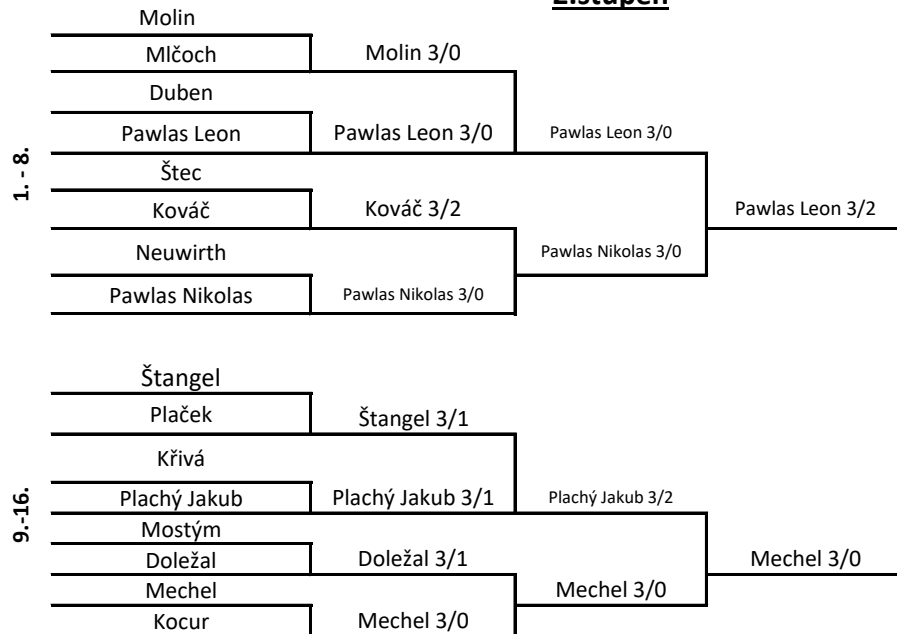 2.stupeň
1. - 8.
Molin
Mlčoch
Molin 3/0
Duben
Pawlas Leon
Pawlas Leon 3/0
Pawlas Leon 3/0
Štec
Kováč
Kováč 3/2
Pawlas Leon 3/2
Neuwirth
Pawlas Nikolas 3/0
Pawlas Nikolas
Pawlas Nikolas 3/0
9.-16.
Štangel
Plaček
Štangel 3/1
Křivá
Plachý Jakub
Plachý Jakub 3/1
Plachý Jakub 3/2
Mostým
Doležal
Doležal 3/1
Mechel 3/0
Mechel
Mechel 3/0
Kocur
Mechel 3/0